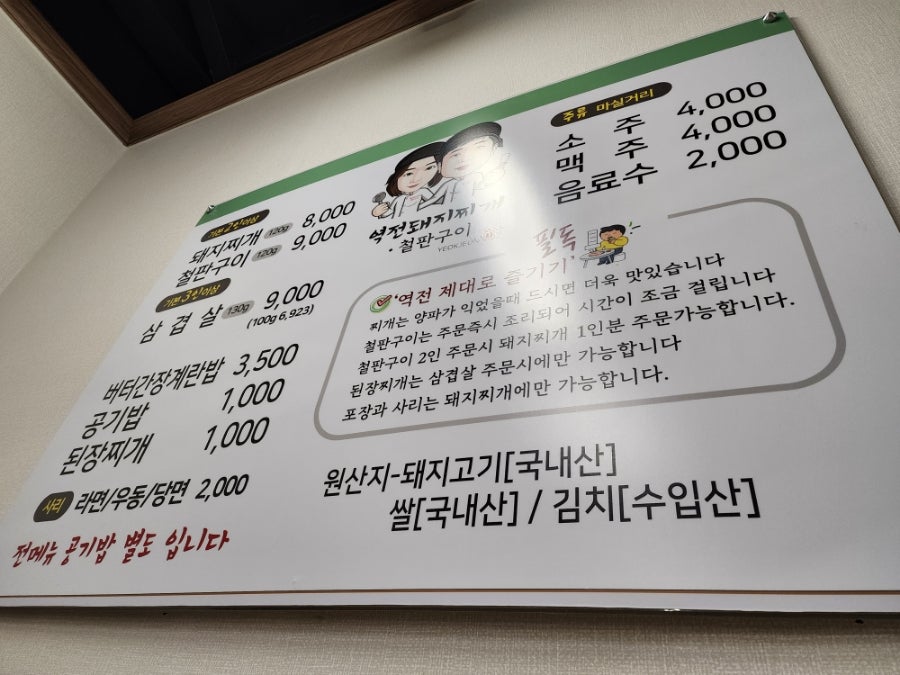 기본 2인이상
돼지찌개 120g 8,000
철판구이 120g 9,000
기본 3인이상
삼겹살 130g 9,000
(100g 6,923)
버터간장계란밥 3,500
공기밥 1,000
된장찌개 1,000
사리 라면/우동/당면 2,000
전메뉴 공기밥 별도 입니다
역전돼지찌개
·철판구이
주류 마실거리
소주 4,000
맥주 4,000
음료수 2,000
필독
'역전 제대로 즐기기'
찌개는 양파가 익었을때 드시면 더욱 맛있습니다
철판구이는 주문즉시 조리되어 시간이 조금 걸립니다
철판구이 2인 주문시 돼지찌개 1인분 주문가능합니다.
된장찌개는 삼겹살 주문시에만 가능합니다
포장과 사리는 돼지찌개에만 가능합니다.
원산지-돼지고기[국내산]
쌀[국내산] / 김치[수입산]